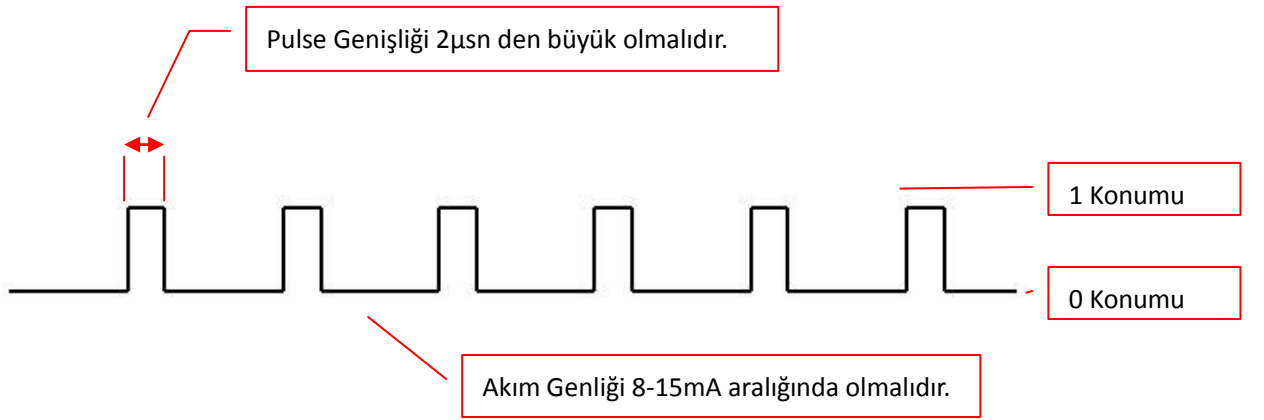 Pulse Genişliği 2µsn den büyük olmalıdır.
1 Konumu
0 Konumu
Akım Genliği 8-15mA aralığında olmalıdır.